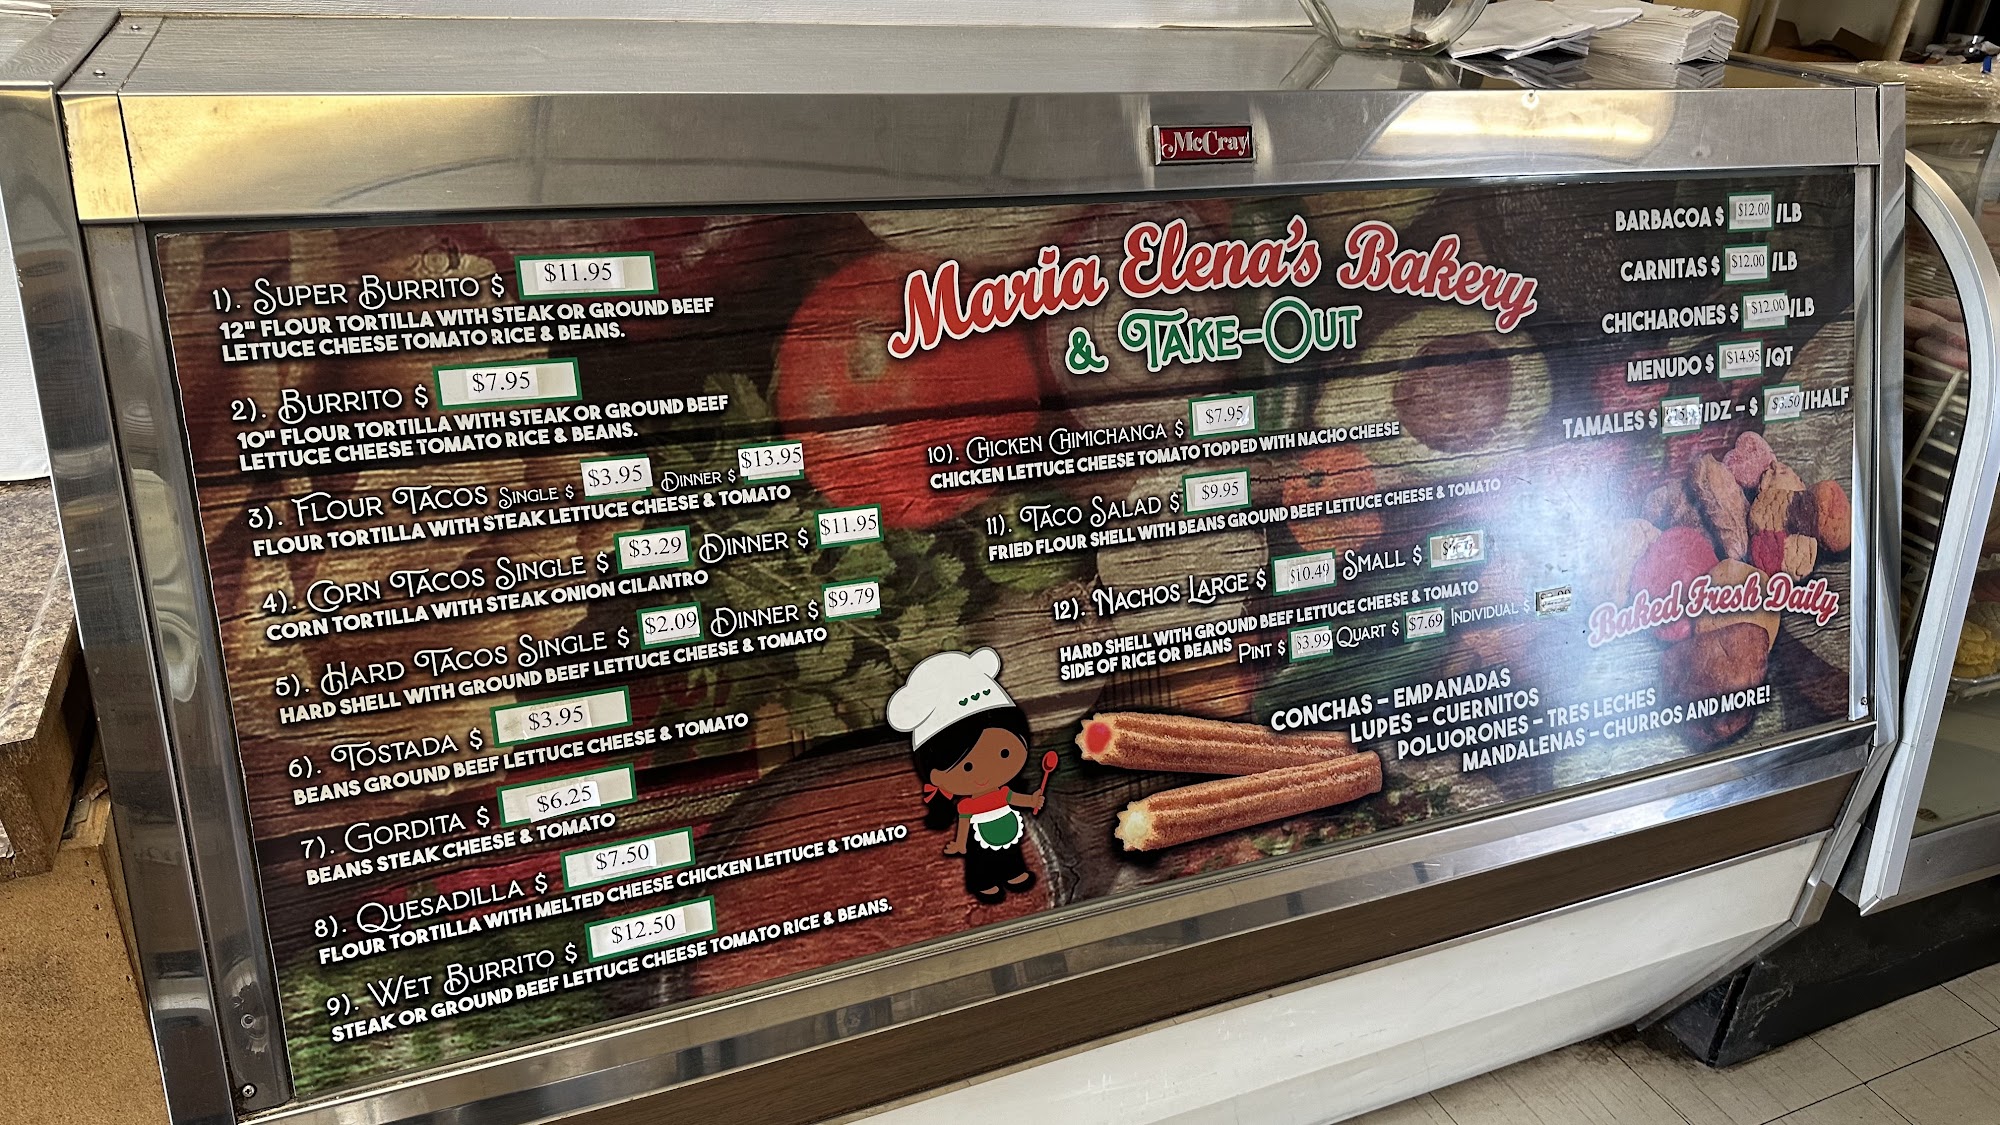 McCray
Maria Elena's Bakery
& Take-Out
1). Super Burrito $ $11.95
12" FLOUR TORTILLA WITH STEAK OR GROUND BEEF
LETTUCE CHEESE TOMATO RICE & BEANS.
2). Burrito $ $7.95
10" FLOUR TORTILLA WITH STEAK OR GROUND BEEF
LETTUCE CHEESE TOMATO RICE & BEANS.
3). Flour Tacos Single $ $3.95 Dinner $ $13.95
FLOUR TORTILLA WITH STEAK LETTUCE CHEESE & TOMATO
4). Corn Tacos Single $ $3.29 Dinner $ $11.95
CORN TORTILLA WITH STEAK ONION CILANTRO
5). Hard Tacos Single $ $2.09 Dinner $ $9.79
HARD SHELL WITH GROUND BEEF LETTUCE CHEESE & TOMATO
6). Tostada $ $3.95
BEANS GROUND BEEF LETTUCE CHEESE & TOMATO
7). Gordita $ $6.25
BEANS STEAK CHEESE & TOMATO
8). Quesadilla $ $7.50
FLOUR TORTILLA WITH MELTED CHEESE CHICKEN LETTUCE & TOMATO
9). Wet Burrito $ $12.50
STEAK OR GROUND BEEF LETTUCE CHEESE TOMATO RICE & BEANS.
10). Chicken Chimichanga $ $7.95
CHICKEN LETTUCE CHEESE TOMATO TOPPED WITH NACHO CHEESE
11). Taco Salad $ $9.95
FRIED FLOUR SHELL WITH BEANS GROUND BEEF LETTUCE CHEESE & TOMATO
12). Nachos Large $ $10.49 Small $
HARD SHELL WITH GROUND BEEF LETTUCE CHEESE & TOMATO
SIDE OF RICE OR BEANS Pint $ $3.99 Quart $ $7.69 Individual $
BARBACOA $ $12.00 /LB
CARNITAS $ $12.00 /LB
CHICHARONES $ $12.00 /LB
MENUDO $ $14.95 /QT
TAMALES $ /DZ - $ /HALF
Baked Fresh Daily
CONCHAS - EMPANADAS
LUPES - CUERNITOS
POLUORONES - TRES LECHES
MANDALENAS - CHURROS AND MORE!